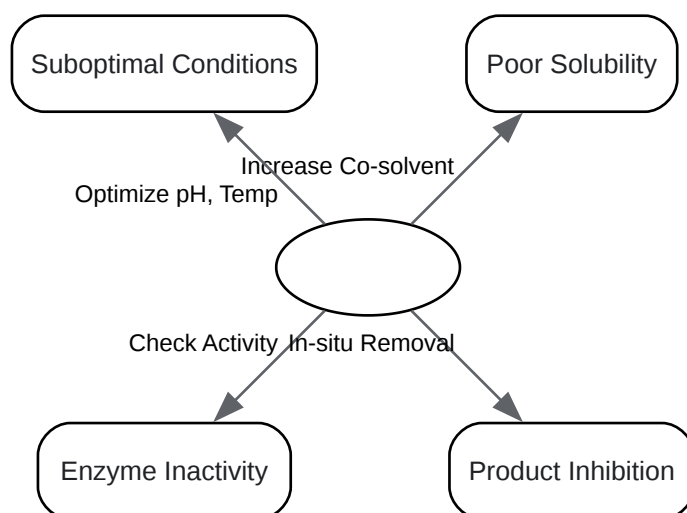 Suboptimal Conditions
Poor Solubility
Increase Co-solvent
Optimize pH, Temp
Check Activity
In-situ Removal
Enzyme Inactivity
Product Inhibition